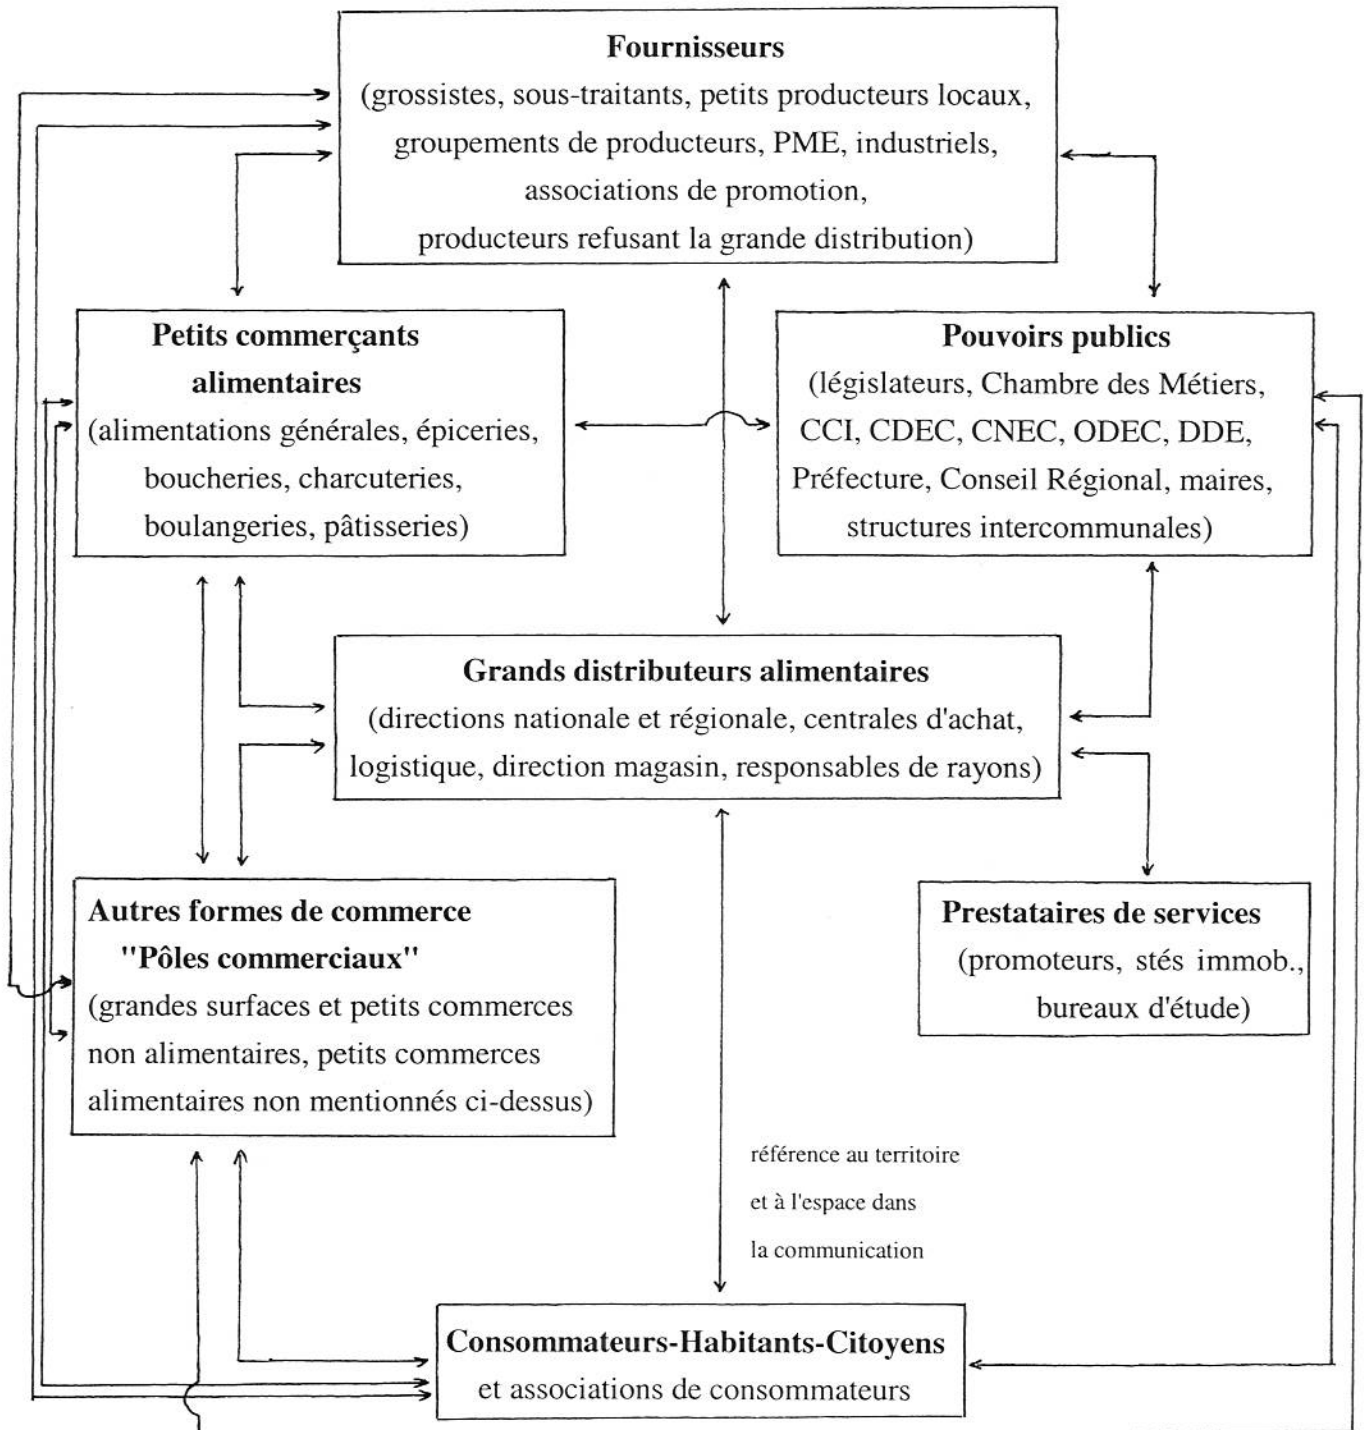 Fournisseurs
(grossistes, sous-traitants, petits producteurs locaux,
groupements de producteurs, PME, industriels,
associations de promotion,
producteurs refusant la grande distribution)
Petits commerçants
alimentaires
(alimentations générales, épiceries,
boucheries, charcuteries,
boulangeries, pâtisseries)
Pouvoirs publics
(législateurs, Chambre des Métiers,
CCI, CDEC, CNEC, ODEC, DDE,
Préfecture, Conseil Régional, maires,
structures intercommunales)
Grands distributeurs alimentaires
(directions nationale et régionale, centrales d'achat,
logistique, direction magasin, responsables de rayons)
Autres formes de commerce
"Pôles commerciaux"
(grandes surfaces et petits commerces
non alimentaires, petits commerces
alimentaires non mentionnés ci-dessus)
Prestataires de services
(promoteurs, stés immob.,
bureaux d'étude)
référence au territoire
et à l'espace dans
la communication
Consommateurs-Habitants-Citoyens
et associations de consommateurs